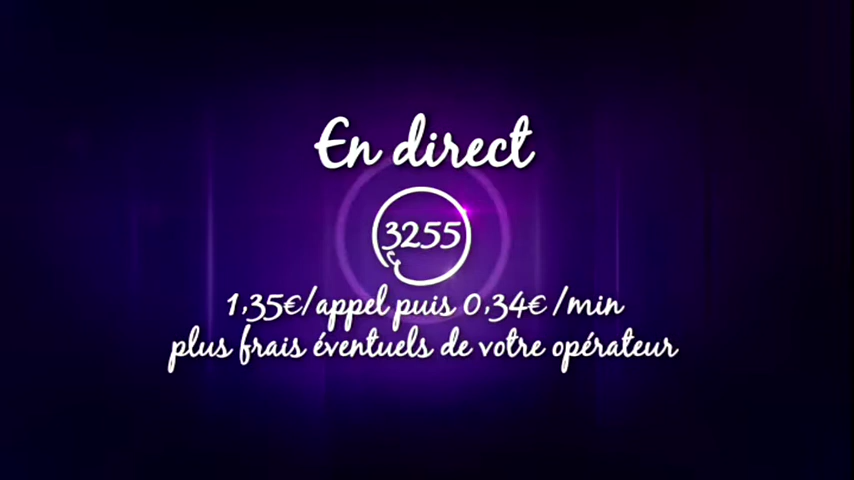 En direct
3255
1,35€/appel puis 0,34€ /min
plus frais éventuels de votre opérateur